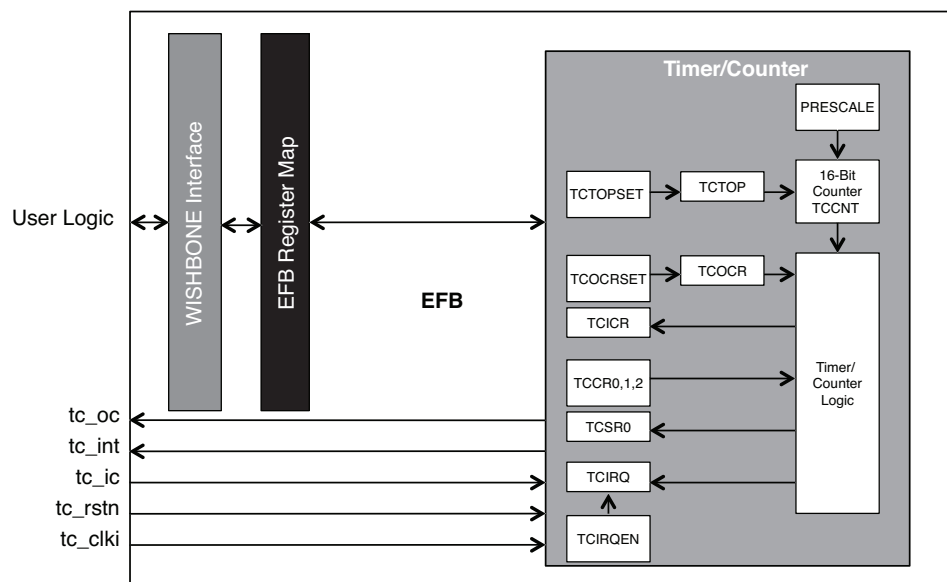 Timer/Counter
PRESCALE
16-Bit
Counter
TCCNT
TCTOPSET
TCTOP
User Logic
WISHBONE Interface
EFB Register Map
EFB
TCOCRSET
TCOCR
TCICR
TCCR0,1,2
Timer/
Counter
Logic
TCSR0
TCIRQ
TCIRQEN
tc_oc
tc_int
tc_ic
tc_rstn
tc_clki